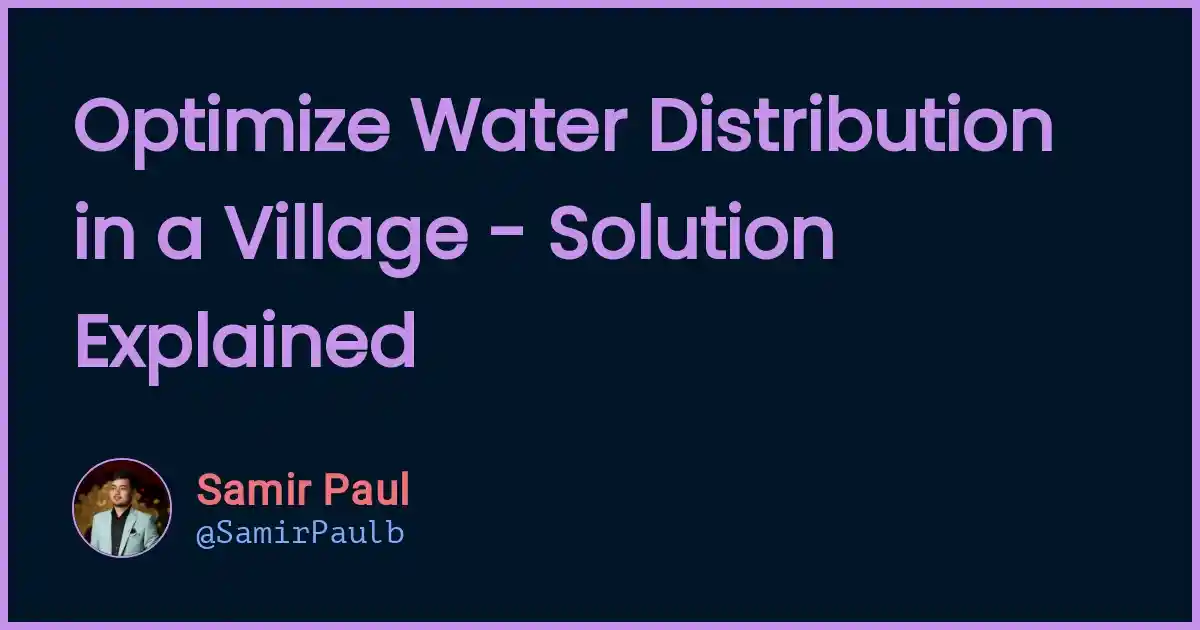 Optimize Water Distribution
in a Village - Solution
Explained
Samir Paul
@SamirPaulb